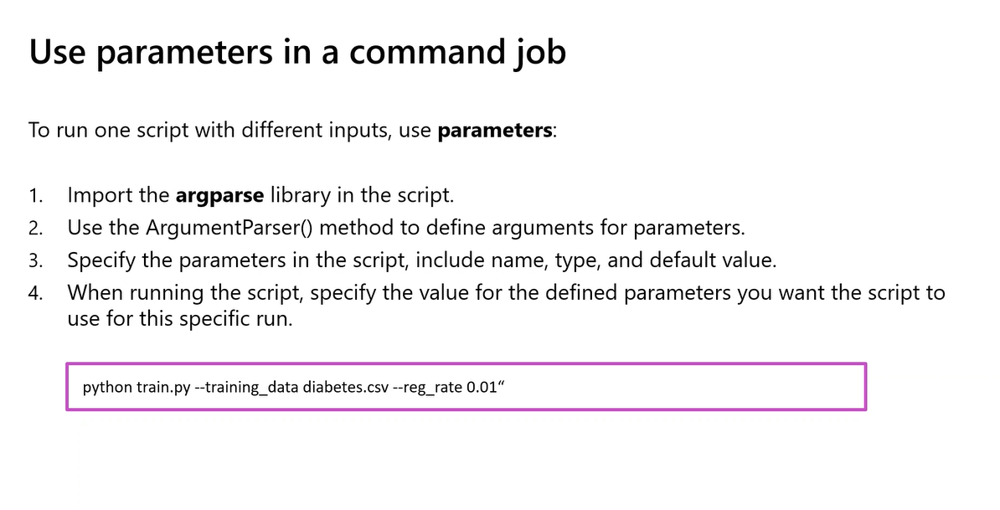 Use parameters in a command job
To run one script with different inputs, use parameters:
1. Import the argparse library in the script.
2. Use the ArgumentParser() method to define arguments for parameters.
3. Specify the parameters in the script, include name, type, and default value.
4. When running the script, specify the value for the defined parameters you want the script to
use for this specific run.
python train.py --training_data diabetes.csv --reg_rate 0.01“